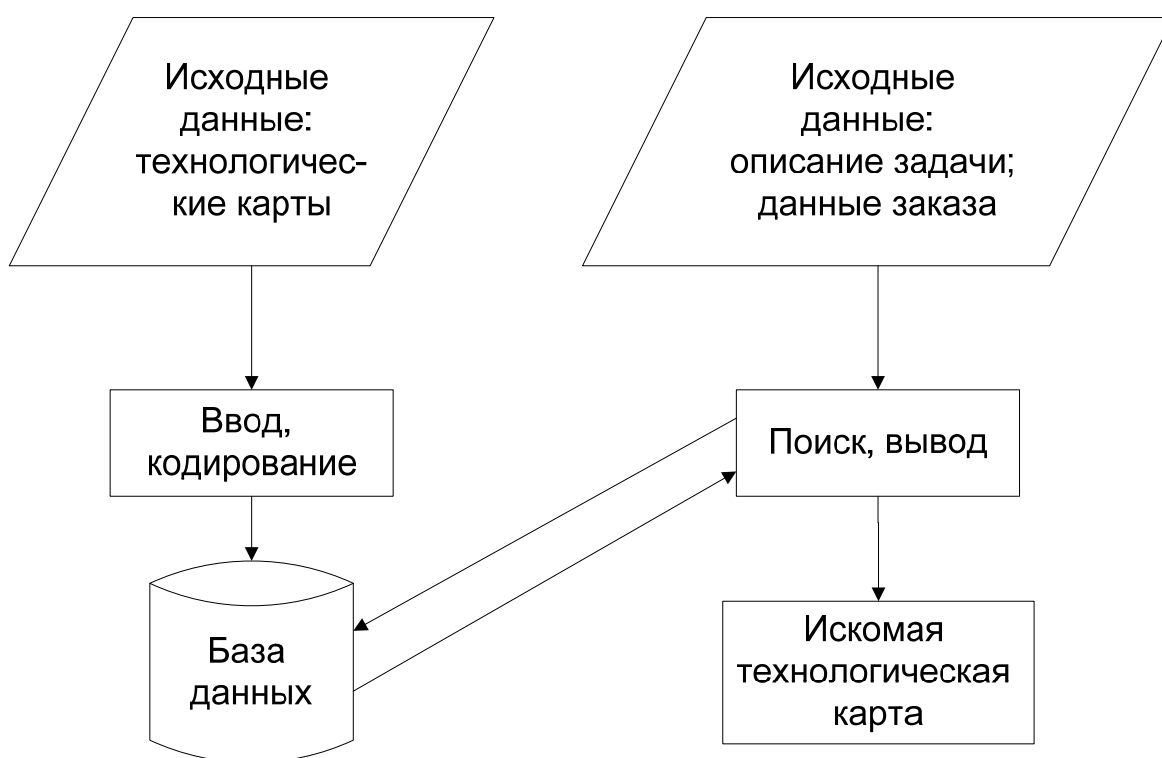 Исходные
данные:
технологичес-
кие карты
Исходные
данные:
описание задачи;
данные заказа
Ввод,
кодирование
Поиск, вывод
База
данных
Искомая
технологическая
карта